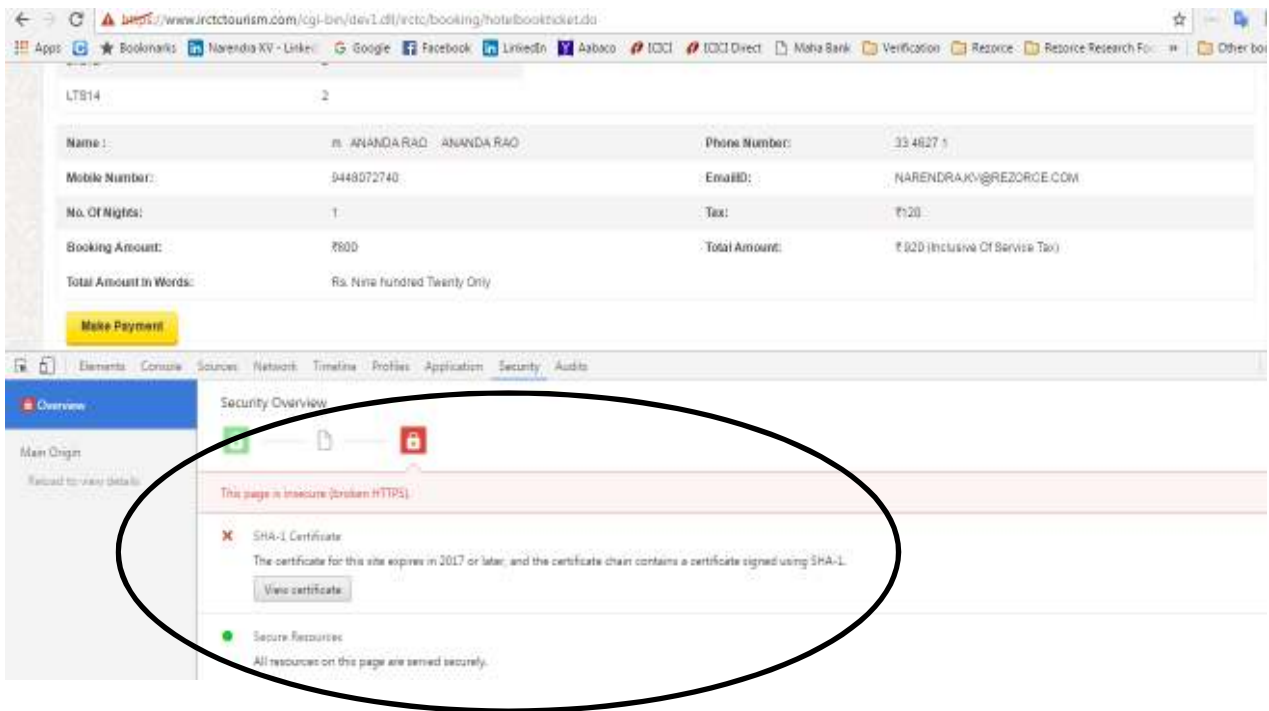 https://www.irctctourism.com/cgi-bin/dev1.dll/irctc/booking/hotelbookticket.do
Apps Bookmarks Narendra KV - Linke Google Facebook LinkedIn Aabaco ICICI ICICI Direct Maha Bank Verification Rezorce Rezorce Research Fo » Other boo
LTB14 2
Name : m ANANDA RAO ANANDA RAO Phone Number: 33 4627 1
Mobile Number: 9448072740 EmailID: NARENDRA.KV@REZORCE.COM
No. Of Nights: 1 Tax: ₹120
Booking Amount: ₹800 Total Amount: ₹ 920 (Inclusive Of Service Tax)
Total Amount In Words: Rs. Nine hundred Twenty Only
Make Payment
Elements Console Sources Network Timeline Profiles Application Security Audits
Overview
Security Overview
Main Origin
Reload to view details
This page is insecure (broken HTTPS).
SHA-1 Certificate
The certificate for this site expires in 2017 or later, and the certificate chain contains a certificate signed using SHA-1.
View certificate
Secure Resources
All resources on this page are served securely.